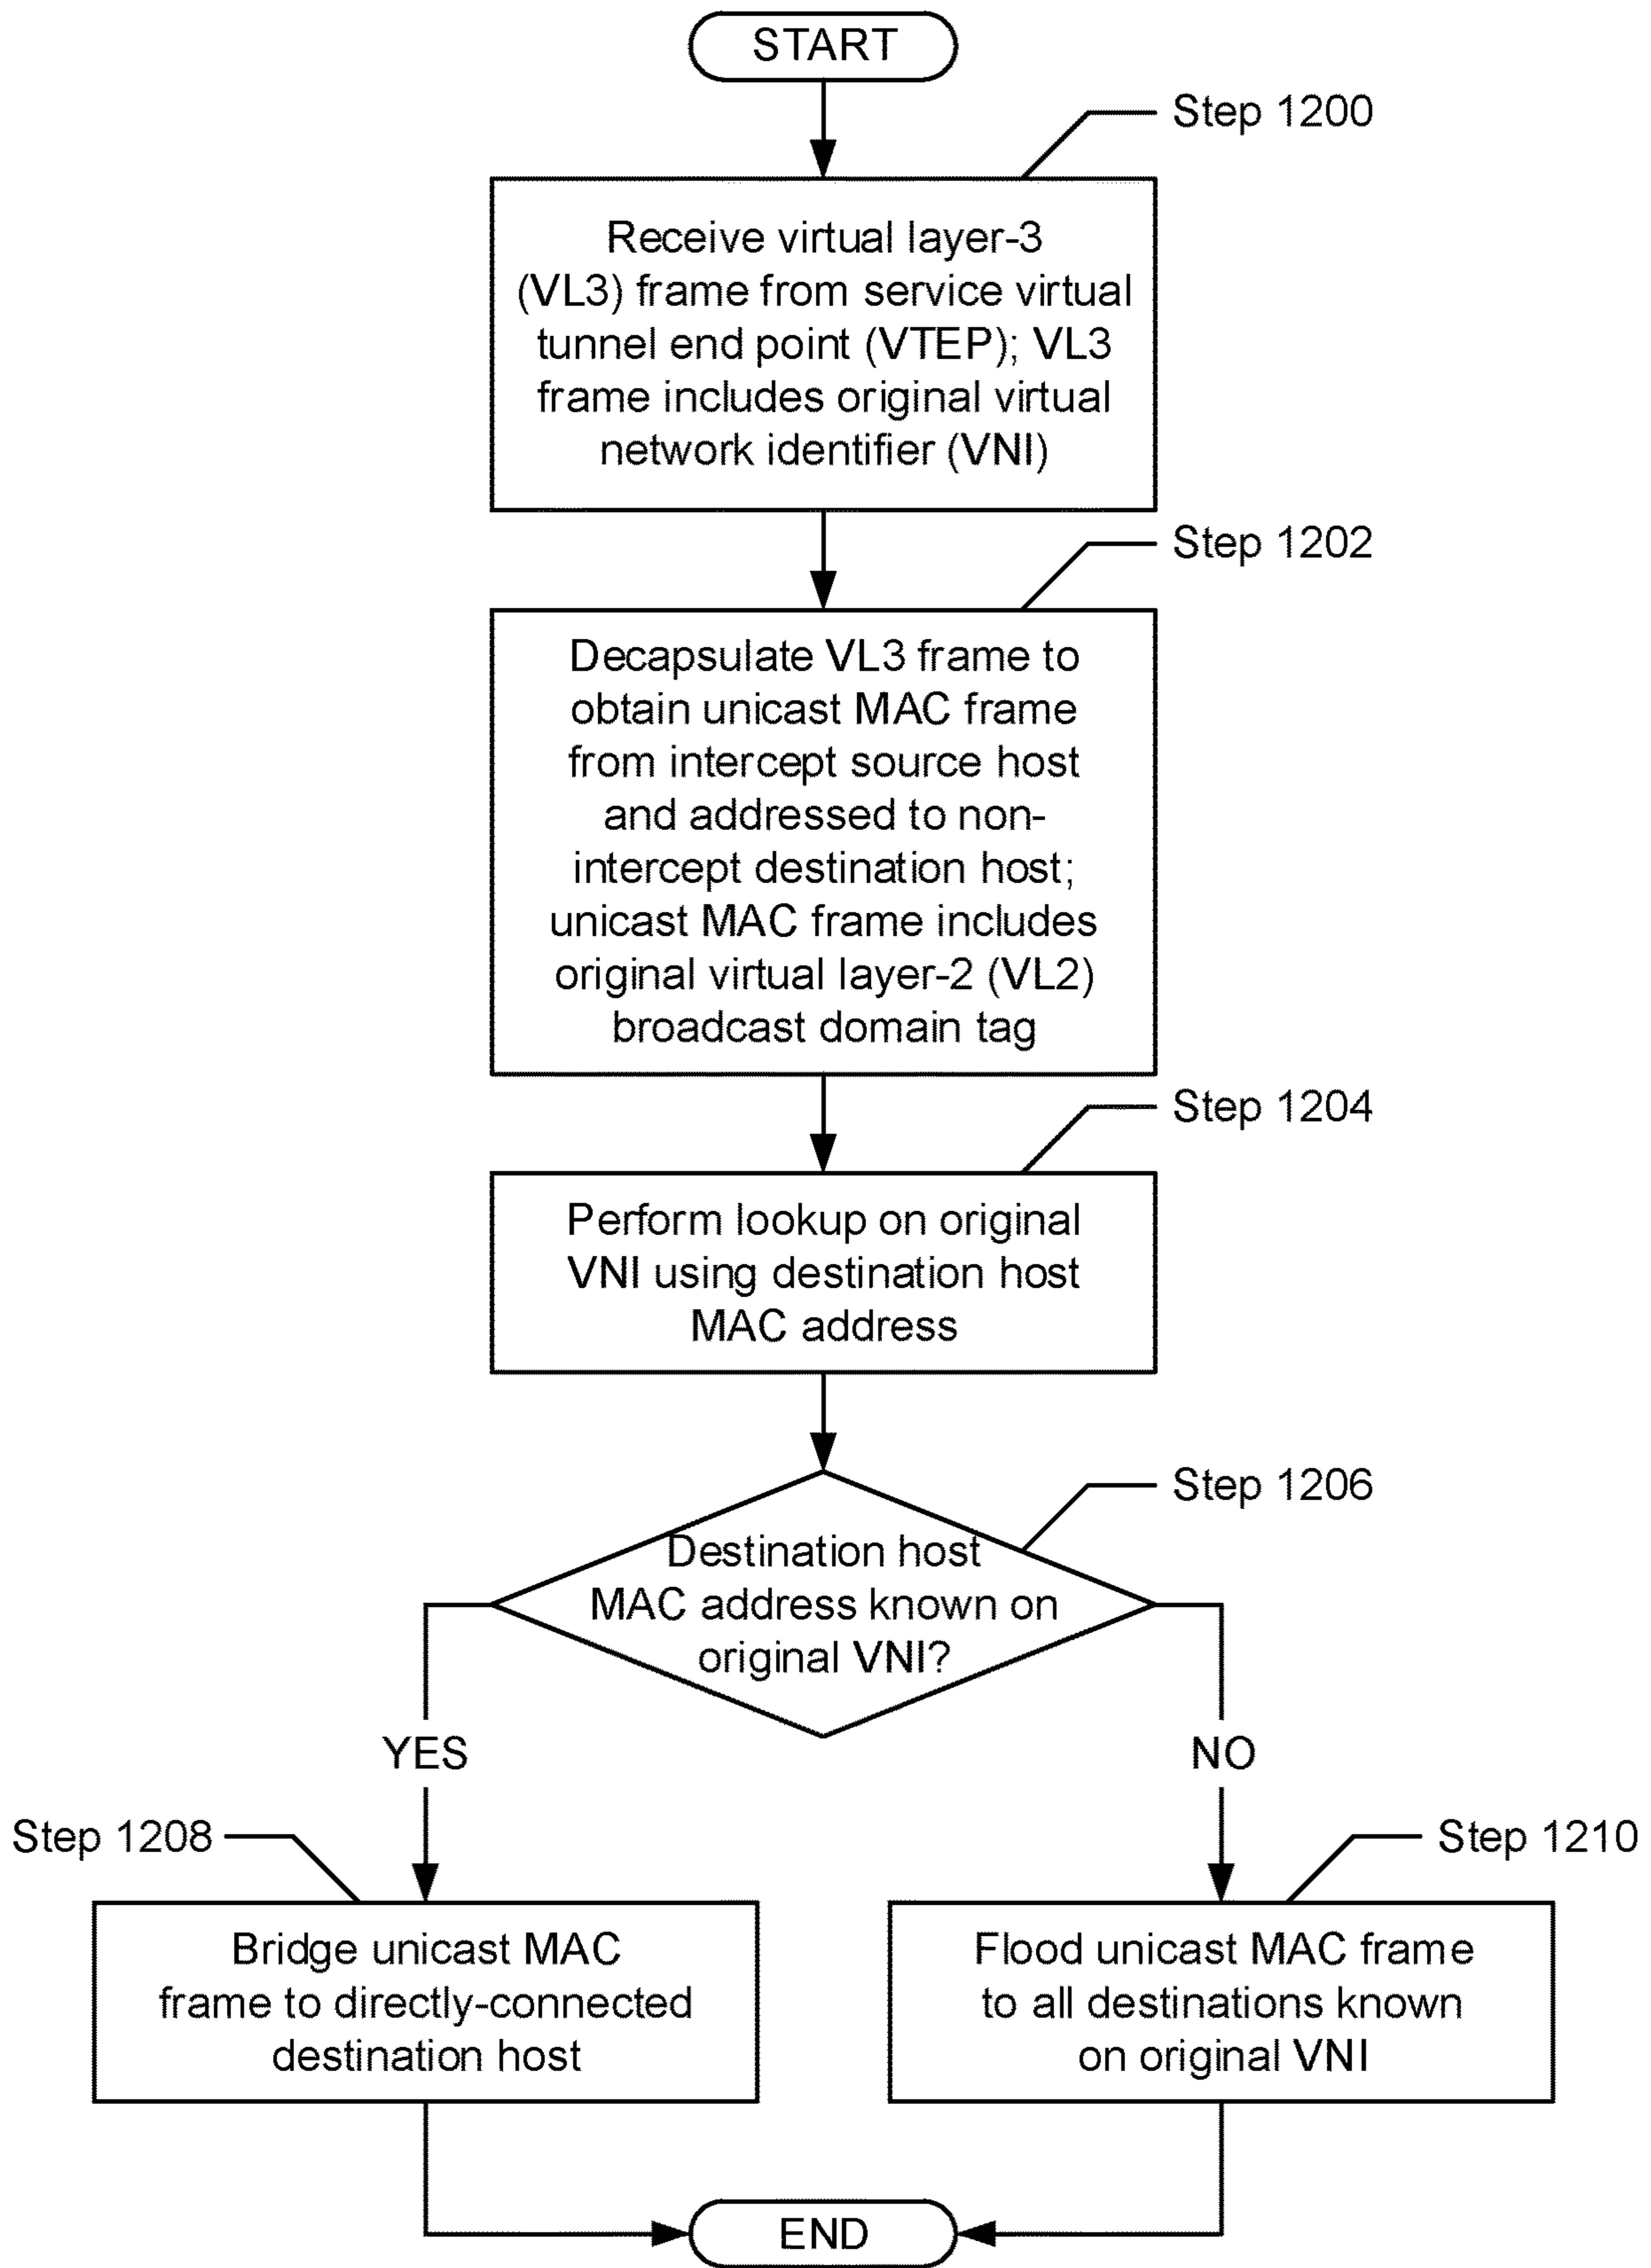 START
Step 1200
Receive virtual layer-3
(VL3) frame from service virtual
tunnel end point (VTEP); VL3
frame includes original virtual
network identifier (VNI)
Step 1202
Decapsulate VL3 frame to
obtain unicast MAC frame
from intercept source host
and addressed to non-
intercept destination host;
unicast MAC frame includes
original virtual layer-2 (VL2)
broadcast domain tag
Step 1204
Perform lookup on original
VNI using destination host
MAC address
Step 1206
Destination host
MAC address known on
original VNI?
YES
NO
Step 1208
Step 1210
Bridge unicast MAC
frame to directly-connected
destination host
Flood unicast MAC frame
to all destinations known
on original VNI
END